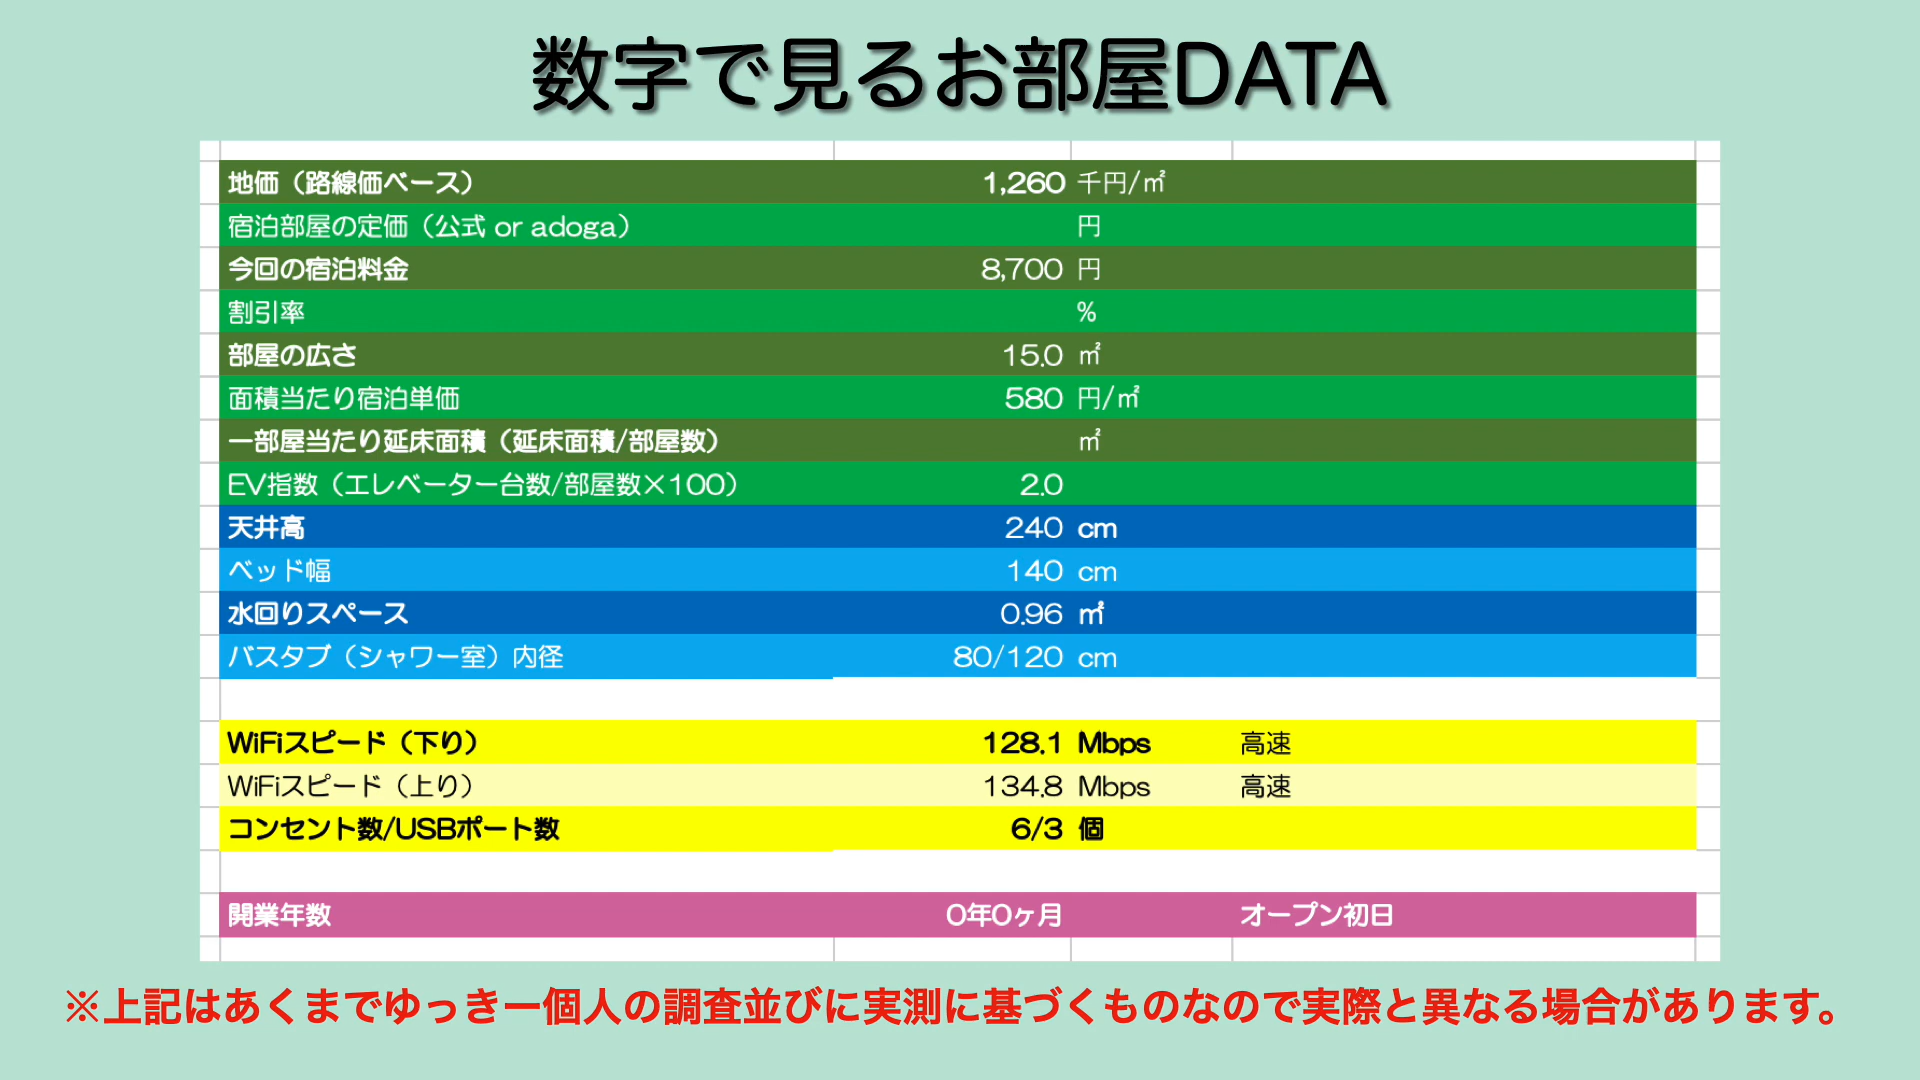 数字で見るお部屋DATA
地価（路線価ベース） 1,260 千円/㎡
宿泊部屋の定価（公式 or adoga） 円
今回の宿泊料金 8,700 円
割引率 %
部屋の広さ 15.0 ㎡
面積当たり宿泊単価 580 円/㎡
一部屋当たり延床面積（延床面積/部屋数） ㎡
EV指数（エレベーター台数/部屋数×100） 2.0
天井高 240 cm
ベッド幅 140 cm
水回りスペース 0.96 ㎡
バスタブ（シャワー室）内径 80/120 cm
WiFiスピード（下り） 128.1 Mbps 高速
WiFiスピード（上り） 134.8 Mbps 高速
コンセント数/USBポート数 6/3 個
開業年数 0年0ヶ月 オープン初日
※上記はあくまでゆっきー個人の調査並びに実測に基づくものなので実際と異なる場合があります。